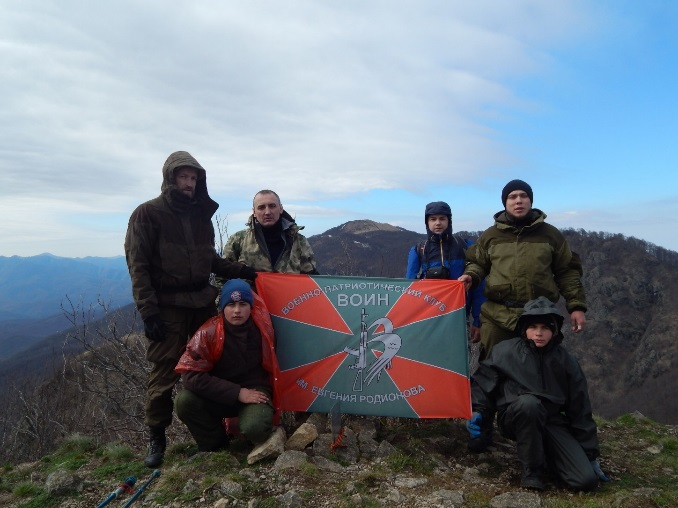 ВОЕННО-ПАТРИОТИЧЕСКИЙ КЛУБ
ВОИН
ИМ. ЕВГЕНИЯ РОДИОНОВА